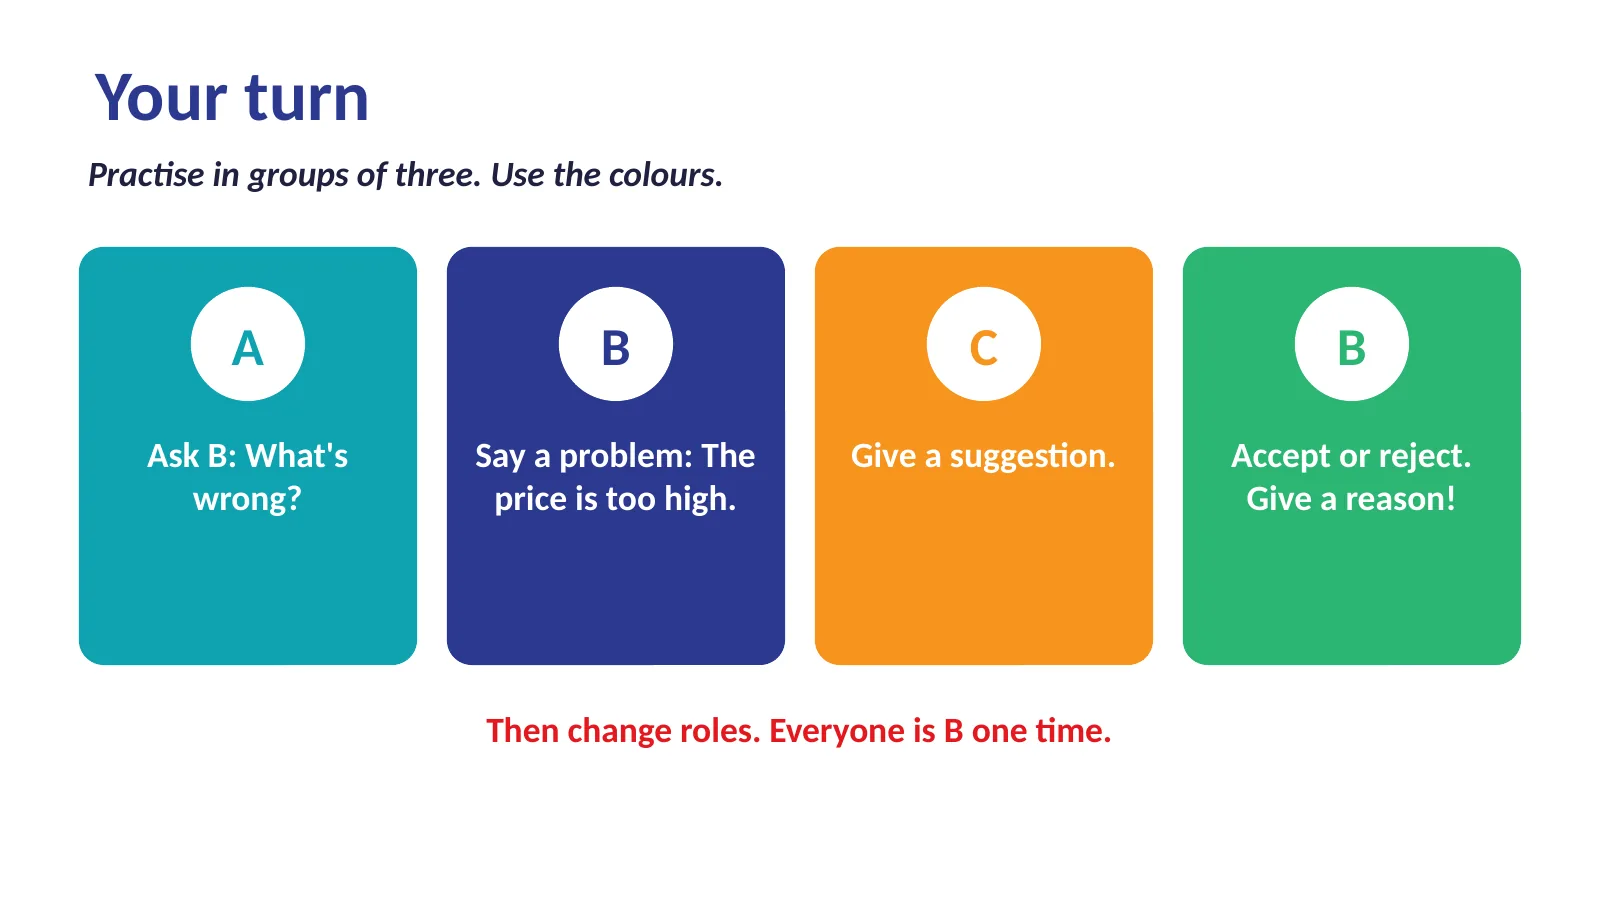 Your turn
Practise in groups of three. Use the colours.
A
Ask B: What's
wrong?
B
Say a problem: The
price is too high.
C
Give a suggestion.
B
Accept or reject.
Give a reason!
Then change roles. Everyone is B one time.